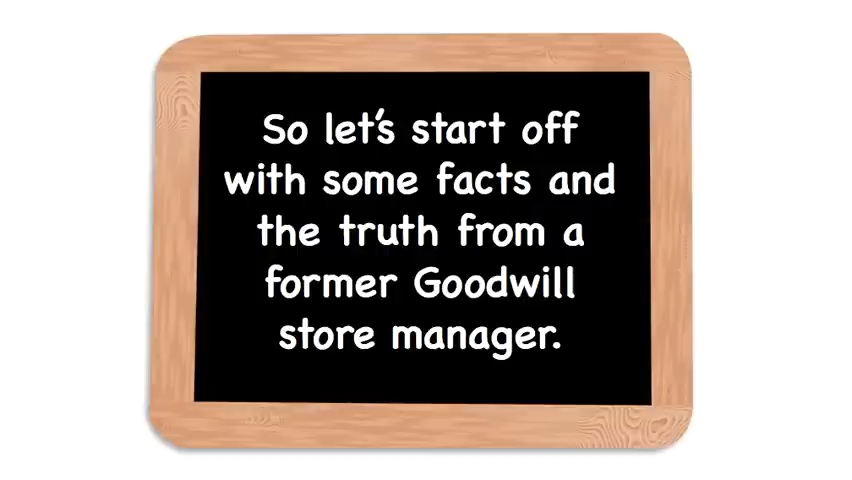 So let's start off
with some facts and
the truth from a
former Goodwill
store manager.